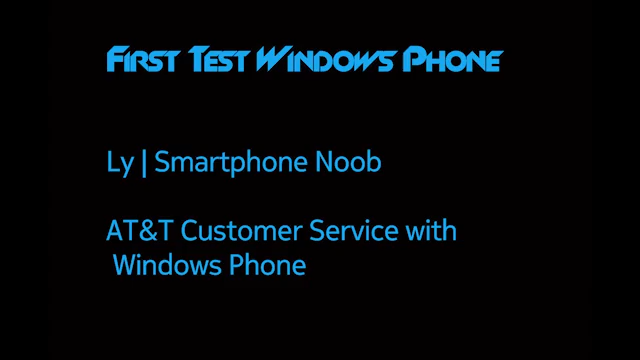 First Test Windows Phone
Ly | Smartphone Noob
AT&T Customer Service with
Windows Phone